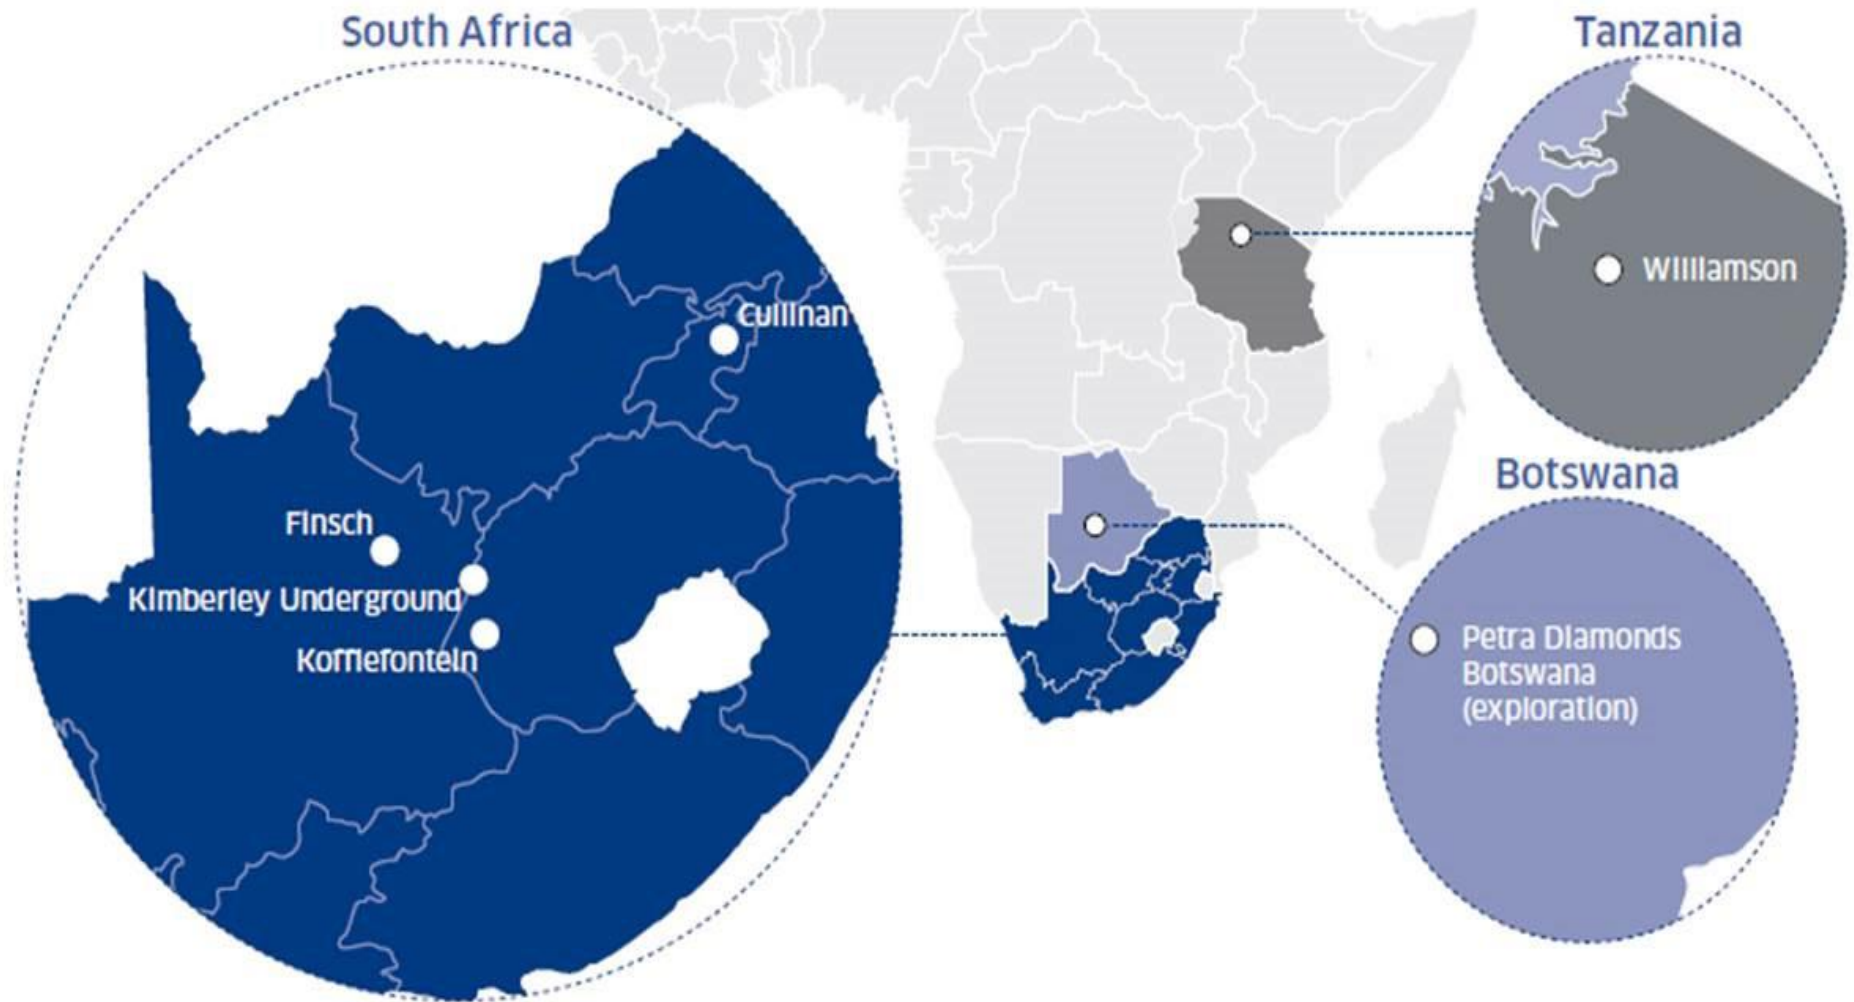 South Africa
Cullinan
Finsch
Kimberley Underground
Koffiefontein
Tanzania
Williamson
Botswana
Petra Diamonds
Botswana
(exploration)